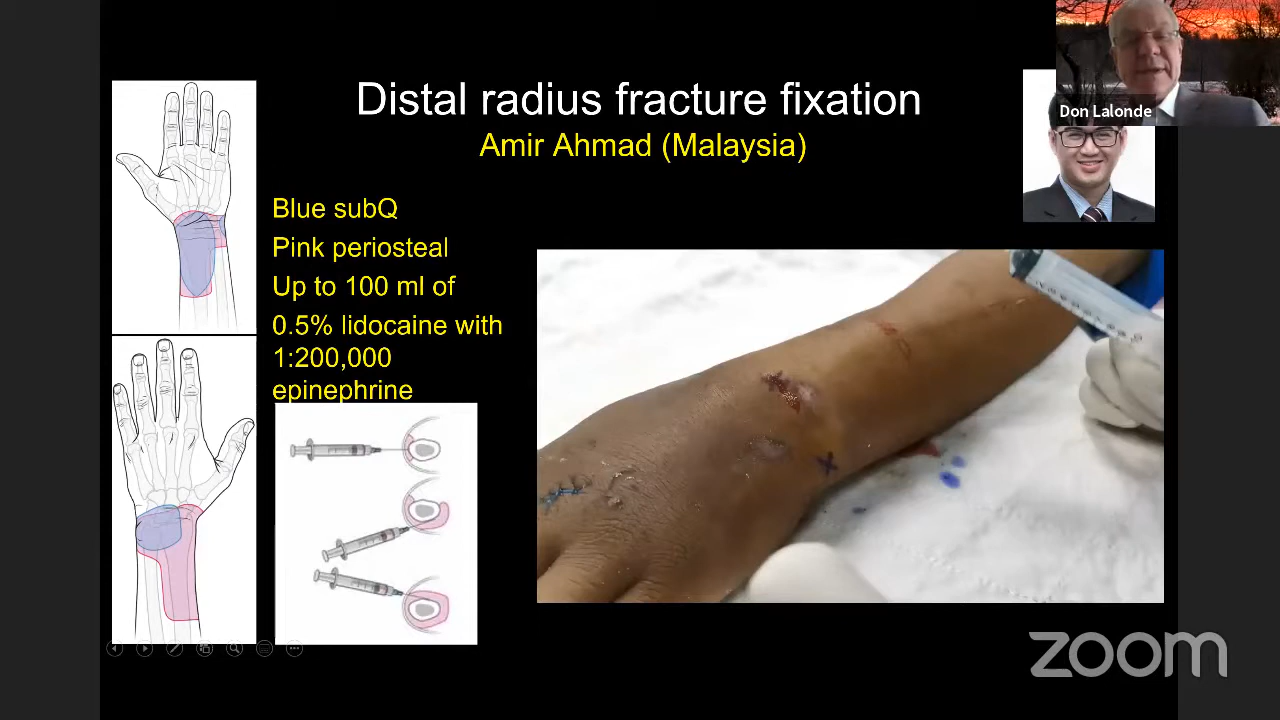 Distal radius fracture fixation
Amir Ahmad (Malaysia)
Don Lalonde
Blue subQ
Pink periosteal
Up to 100 ml of
0.5% lidocaine with
1:200,000
epinephrine
zoom